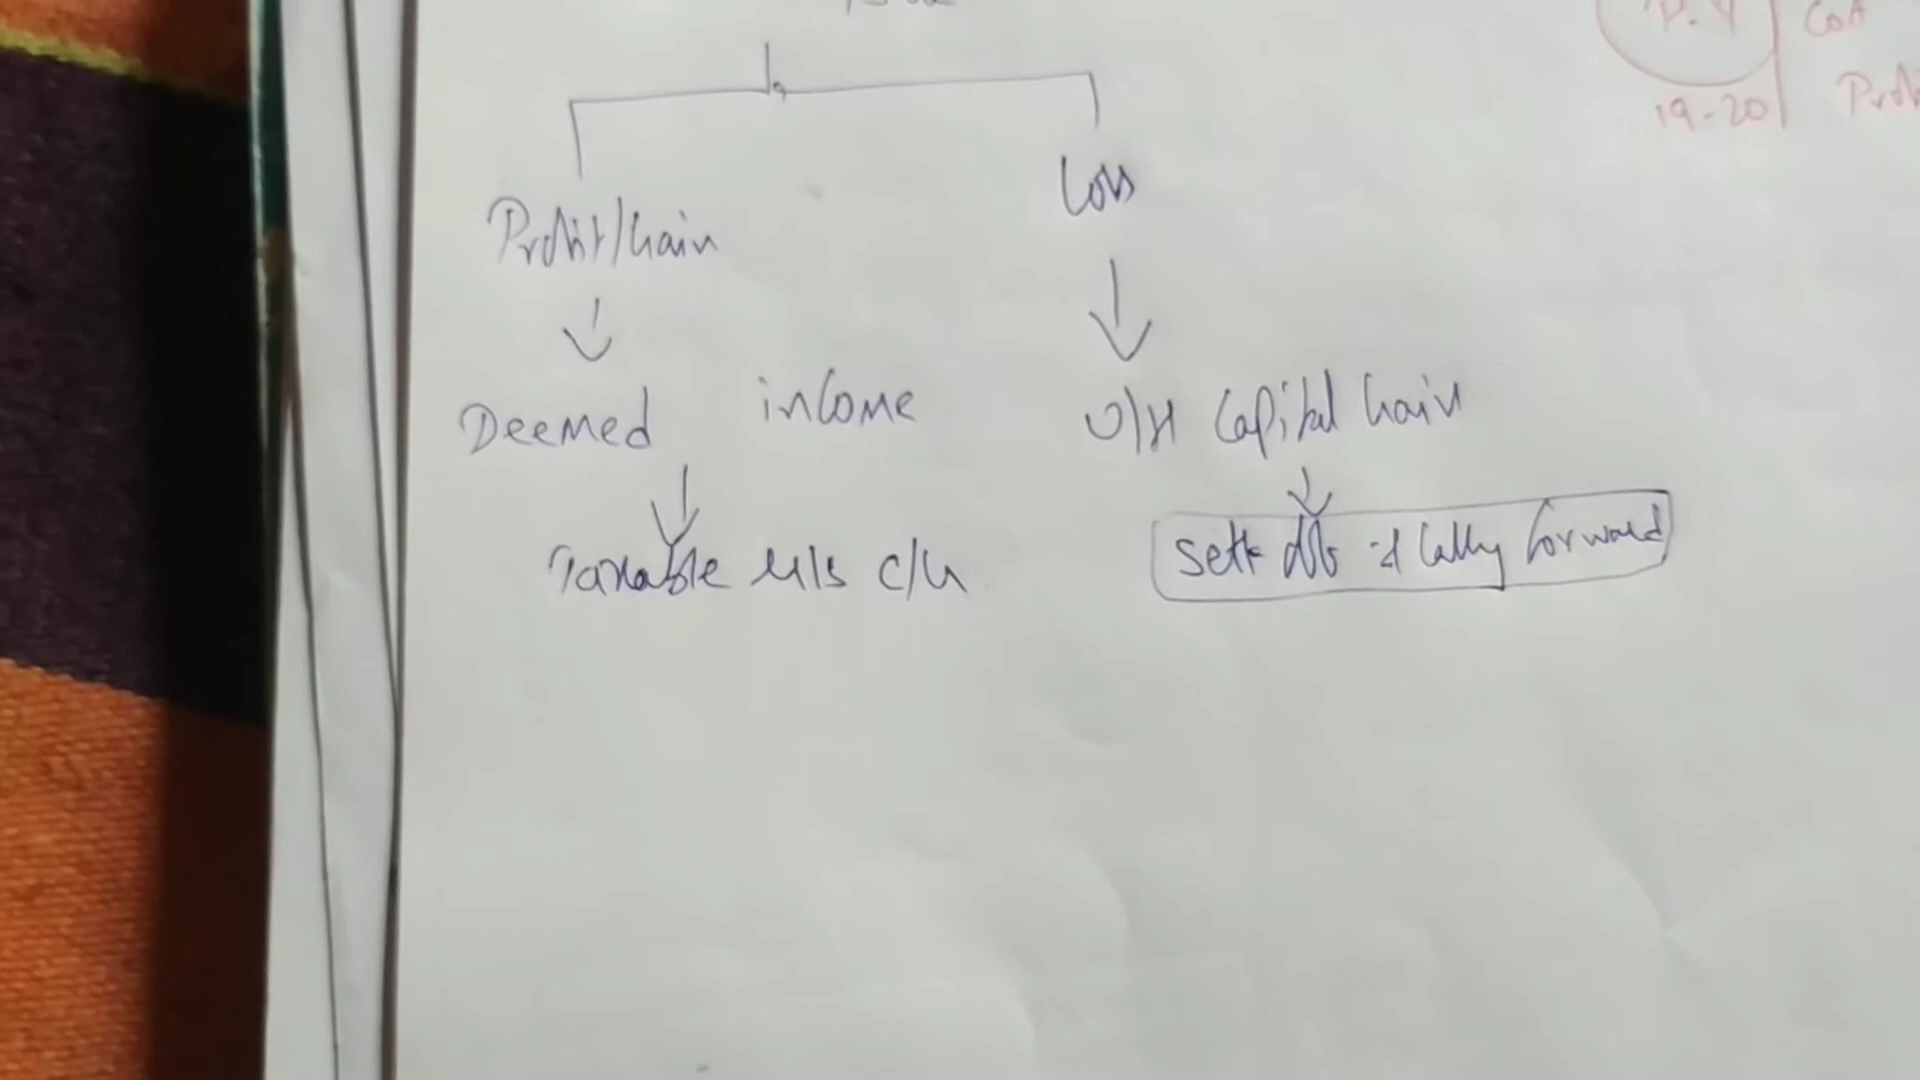 P.Y
19-20
Profit/Gain
Loss
Deemed income
U/H Capital Gain
Taxable u/s C/G
Set off & Carry forward